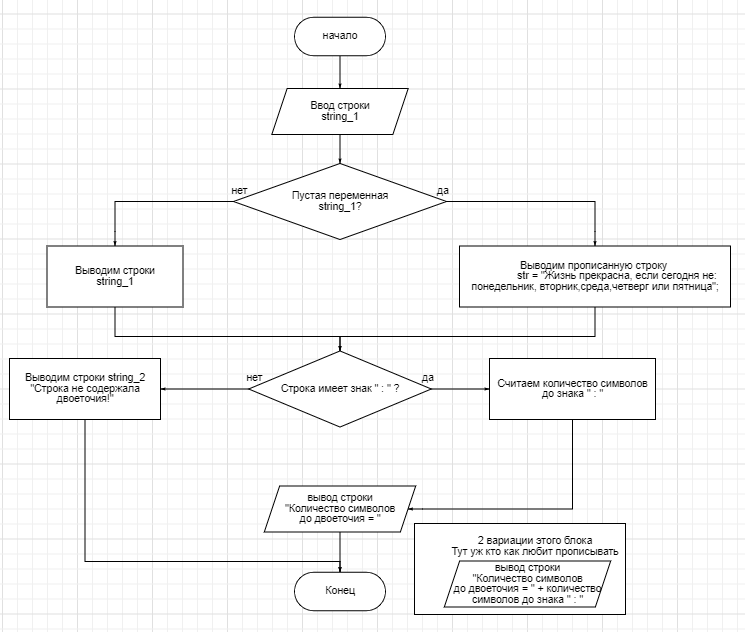 начало
Ввод строки
string_1
нет
Пустая переменная
string_1?
да
Выводим строки
string_1
Выводим прописанную строку
str = "Жизнь прекрасна, если сегодня не:
понедельник, вторник,среда,четверг или пятница";
Выводим строки string_2
"Строка не содержала
двоеточия!"
нет
Строка имеет знак " : " ?
да
Считаем количество символов
до знака " : "
вывод строки
"Количество символов
до двоеточия = "
2 вариации этого блока
Тут уж кто как любит прописывать
вывод строки
"Количество символов
до двоеточия = " + количество
символов до знака " : "
Конец